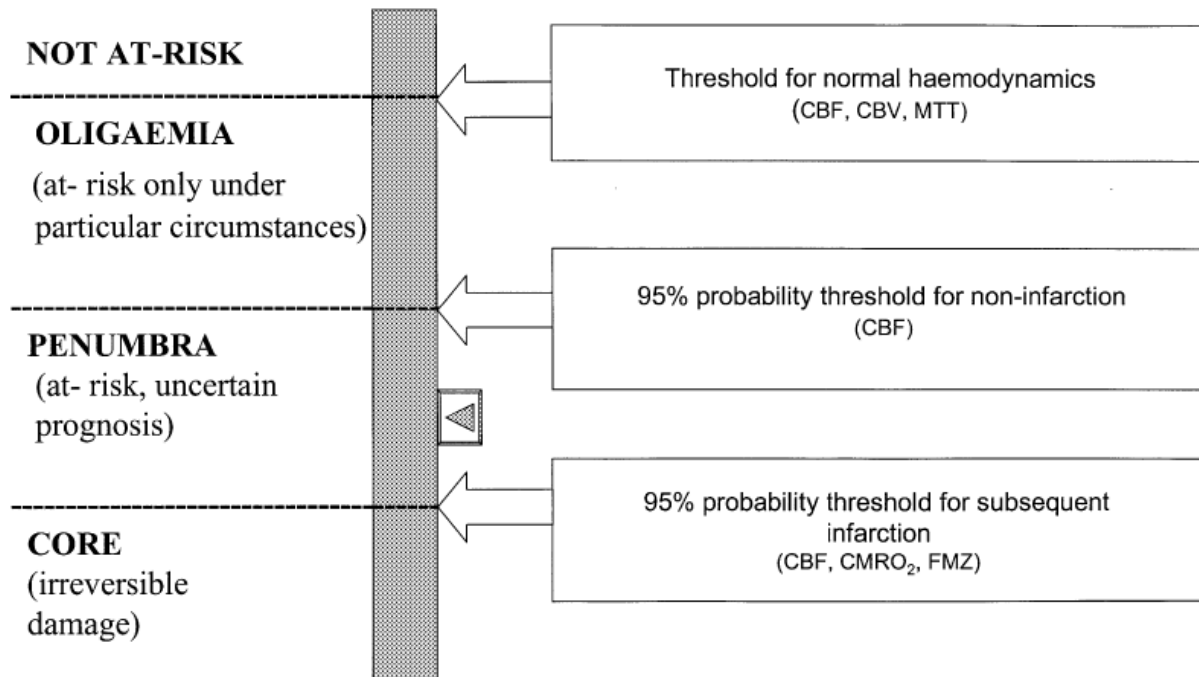 NOT AT-RISK
OLIGAEMIA
(at- risk only under
particular circumstances)
PENUMBRA
(at- risk, uncertain
prognosis)
CORE
(irreversible
damage)
Threshold for normal haemodynamics
(CBF, CBV, MTT)
95% probability threshold for non-infarction
(CBF)
95% probability threshold for subsequent
infarction
(CBF, CMRO₂, FMZ)